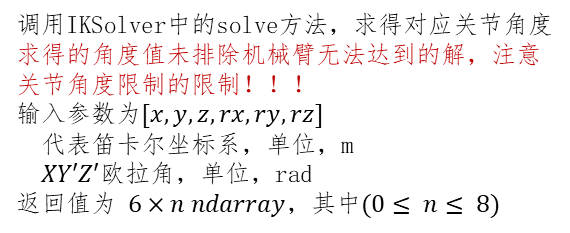 调用IKSolver中的solve方法，求得对应关节角度
求得的角度值未排除机械臂无法达到的解，注意
关节角度限制的限制！！！
输入参数为[x, y, z, rx, ry, rz]
代表笛卡尔坐标系，单位，m
XY'Z'欧拉角，单位，rad
返回值为 6 × n ndarray，其中(0 ≤ n ≤ 8)